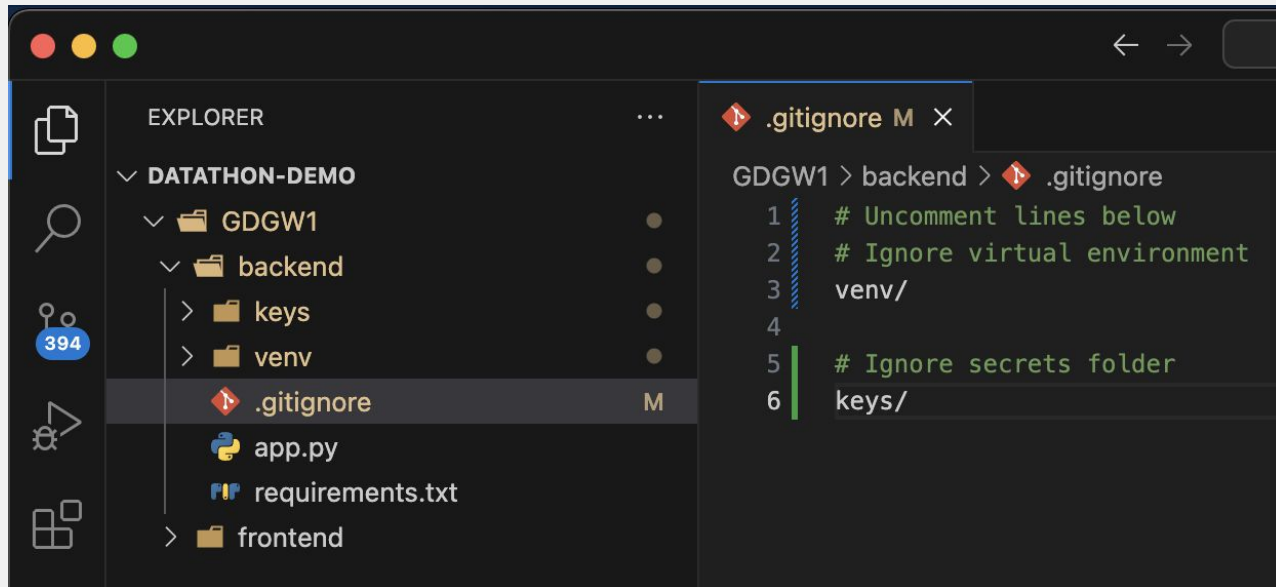 EXPLORER
DATATHON-DEMO
GDGW1
backend
keys
venv
.gitignore M
app.py
requirements.txt
frontend
394
.gitignore M
GDGW1 > backend > .gitignore
1 # Uncomment lines below
2 # Ignore virtual environment
3 venv/
4
5 # Ignore secrets folder
6 keys/